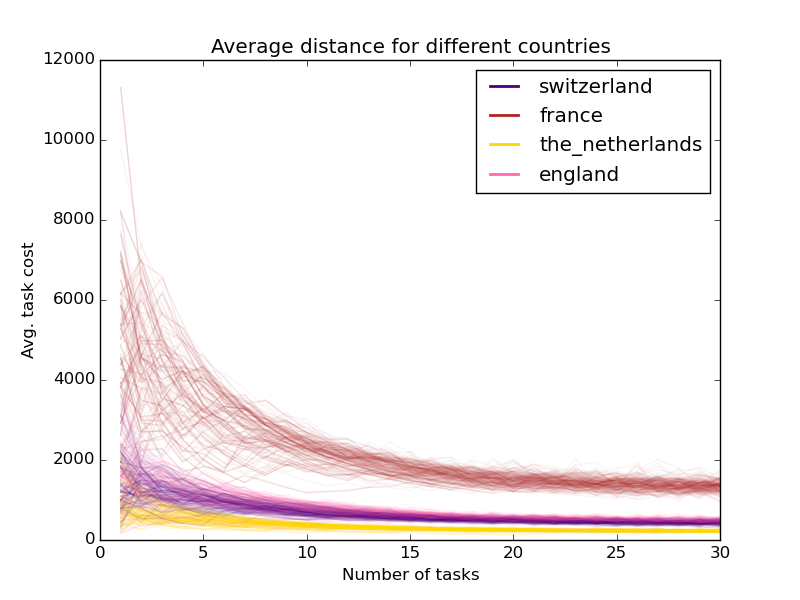 Average distance for different countries
12000
10000
8000
6000
4000
2000
0
Avg. task cost
switzerland
france
the_netherlands
england
0 5 10 15 20 25 30
Number of tasks